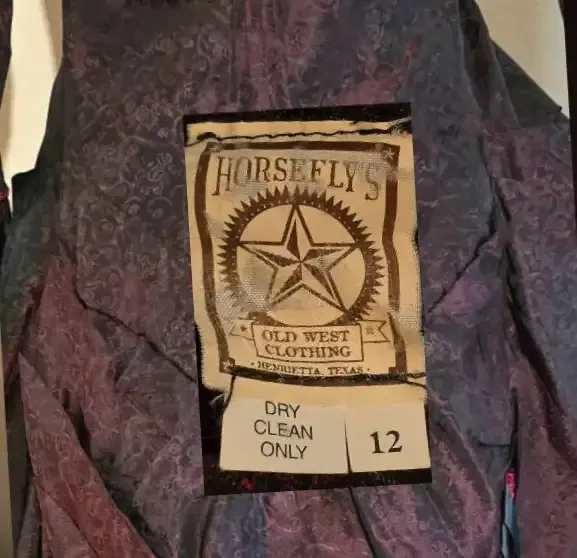 HORSEFLY'S
OLD WEST
CLOTHING
· HENRIETTA, TEXAS ·
DRY
CLEAN
ONLY
12